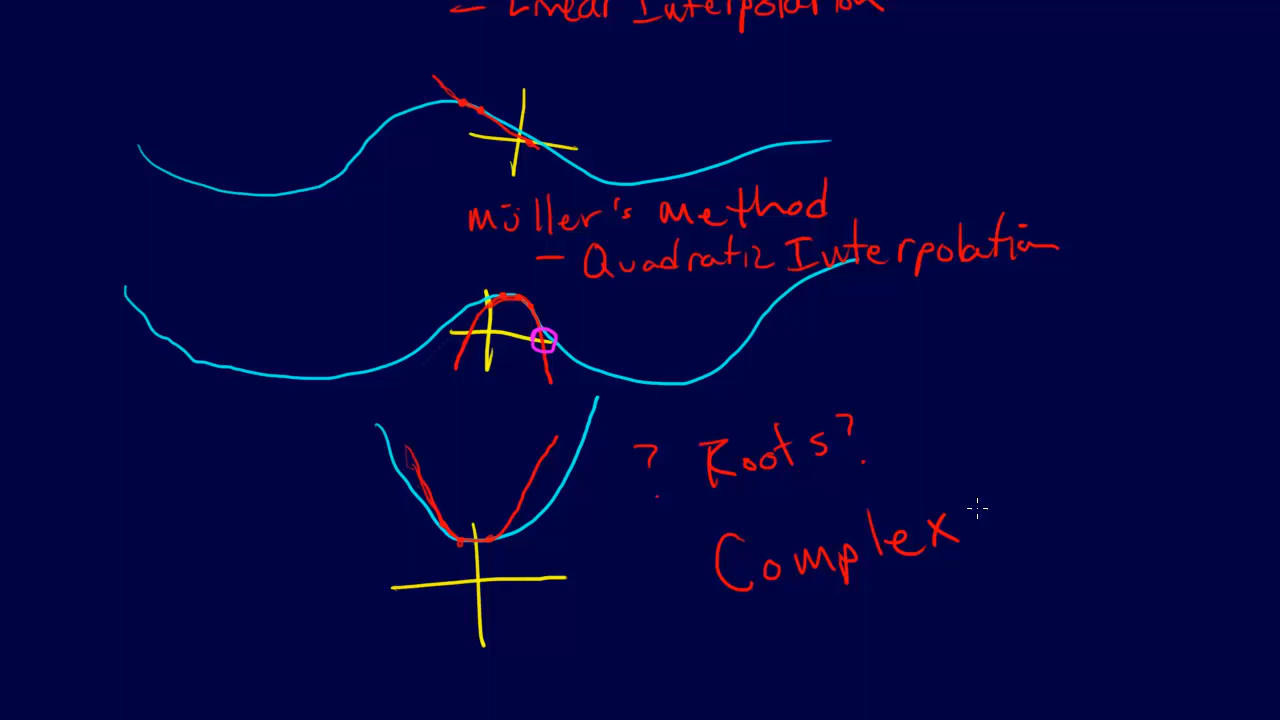 – Linear Interpolation
müller's method
– Quadratic Interpolation
? Roots?
Complex